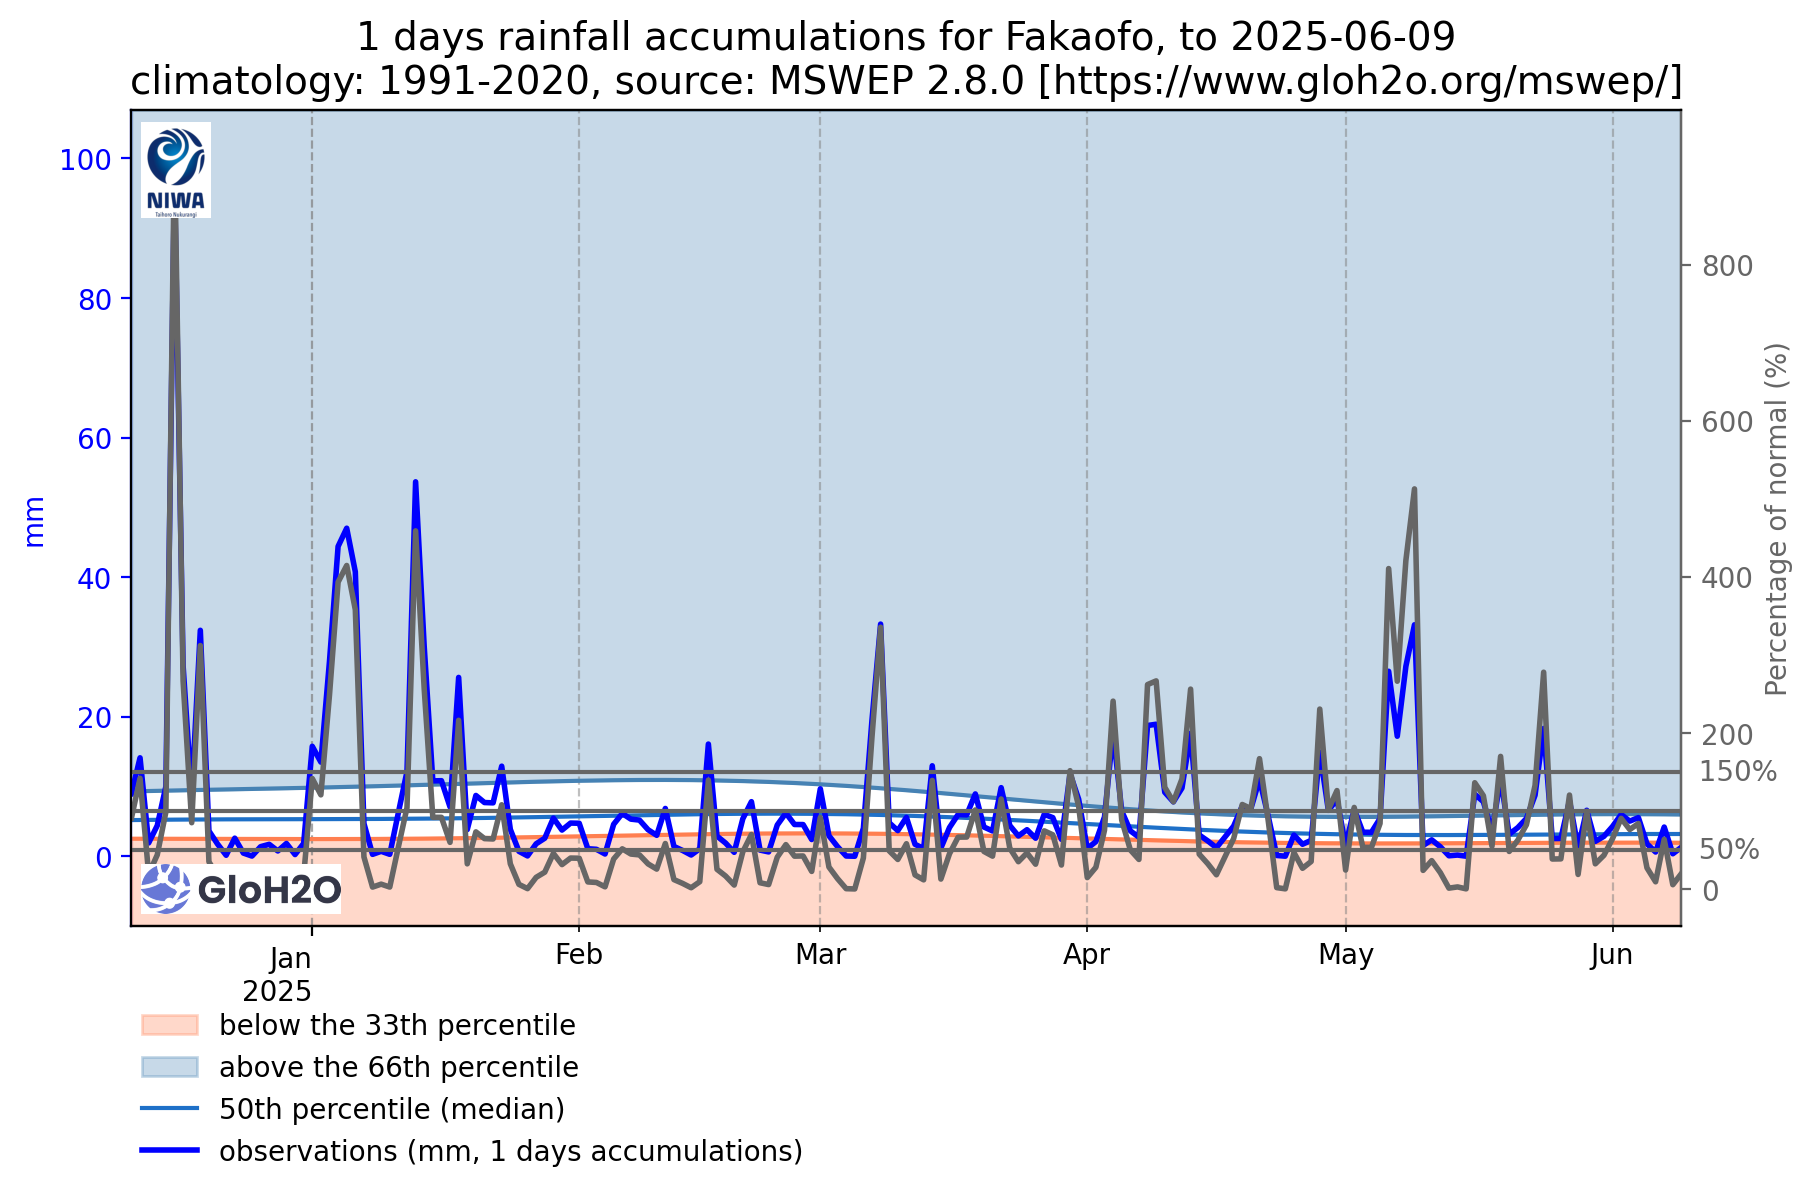 1 days rainfall accumulations for Fakaofo, to 2025-06-09
climatology: 1991-2020, source: MSWEP 2.8.0 [https://www.gloh2o.org/mswep/]
NIWA
Taihoro Nukurangi
100
80
60
40
20
0
mm
800
600
400
200
150%
50%
0
Percentage of normal (%)
GloH2O
Jan
2025
Feb
Mar
Apr
May
Jun
below the 33th percentile
above the 66th percentile
50th percentile (median)
observations (mm, 1 days accumulations)